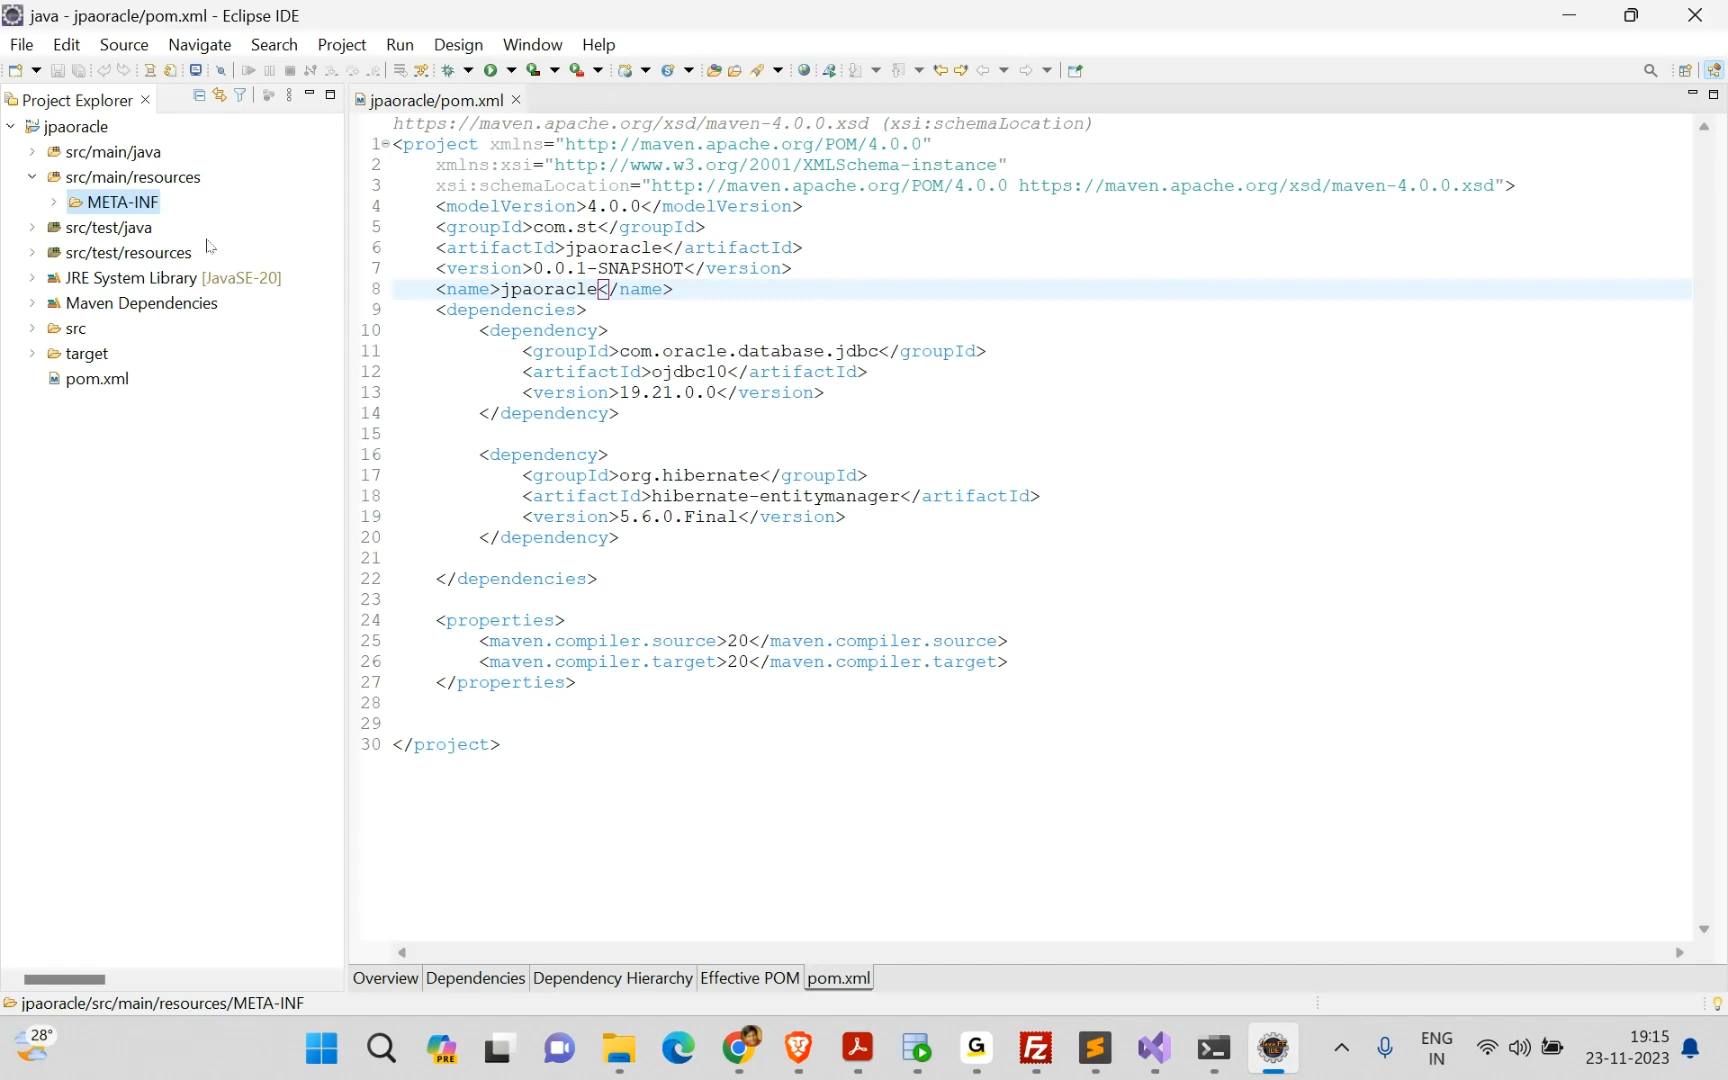 java - jpaoracle/pom.xml - Eclipse IDE
File Edit Source Navigate Search Project Run Design Window Help
Project Explorer
jpaoracle
src/main/java
src/main/resources
META-INF
src/test/java
src/test/resources
JRE System Library [JavaSE-20]
Maven Dependencies
src
target
pom.xml
jpaoracle/pom.xml
https://maven.apache.org/xsd/maven-4.0.0.xsd (xsi:schemaLocation)
1 <project xmlns="http://maven.apache.org/POM/4.0.0"
2 xmlns:xsi="http://www.w3.org/2001/XMLSchema-instance"
3 xsi:schemaLocation="http://maven.apache.org/POM/4.0.0 https://maven.apache.org/xsd/maven-4.0.0.xsd">
4 <modelVersion>4.0.0</modelVersion>
5 <groupId>com.st</groupId>
6 <artifactId>jpaoracle</artifactId>
7 <version>0.0.1-SNAPSHOT</version>
8 <name>jpaoracle</name>
9 <dependencies>
10 <dependency>
11 <groupId>com.oracle.database.jdbc</groupId>
12 <artifactId>ojdbc10</artifactId>
13 <version>19.21.0.0</version>
14 </dependency>
15
16 <dependency>
17 <groupId>org.hibernate</groupId>
18 <artifactId>hibernate-entitymanager</artifactId>
19 <version>5.6.0.Final</version>
20 </dependency>
21
22 </dependencies>
23
24 <properties>
25 <maven.compiler.source>20</maven.compiler.source>
26 <maven.compiler.target>20</maven.compiler.target>
27 </properties>
28
29
30 </project>
Overview Dependencies Dependency Hierarchy Effective POM pom.xml
jpaoracle/src/main/resources/META-INF
28°
PRE
G
Fz
ENG
IN
19:15
23-11-2023